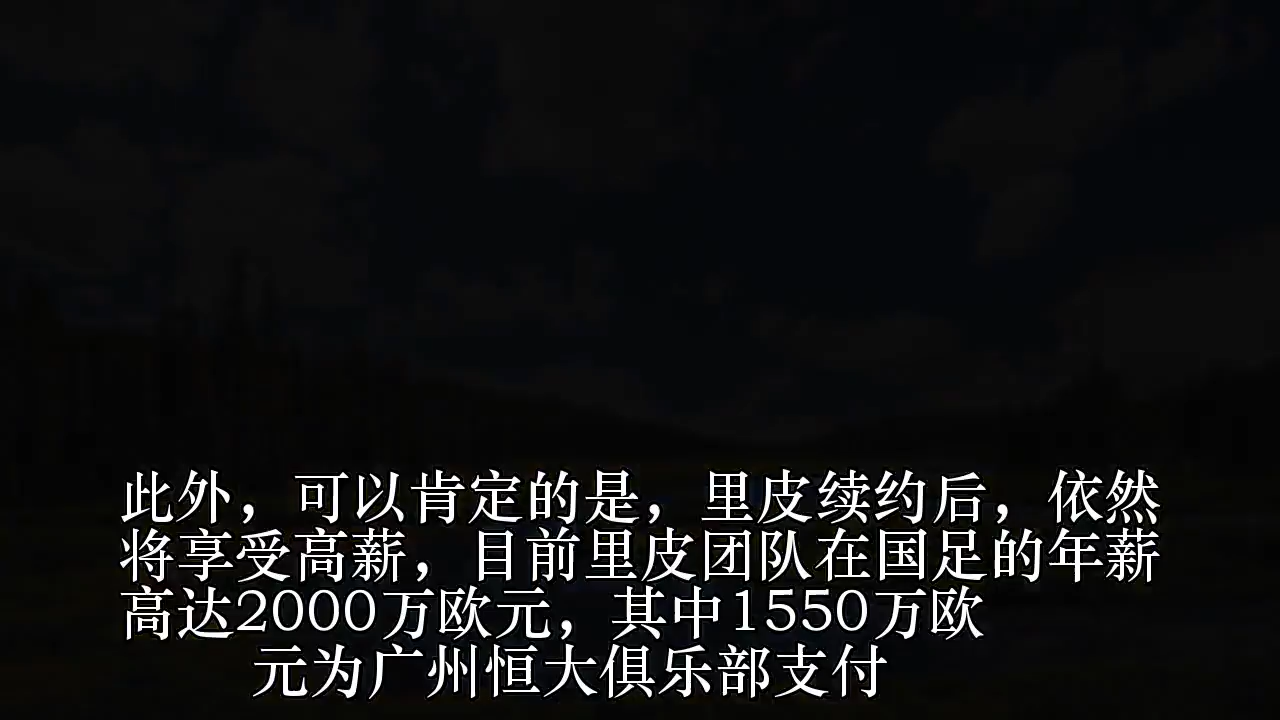 此外，可以肯定的是，里皮续约后，依然
将享受高薪，目前里皮团队在国足的年薪
高达2000万欧元，其中1550万欧
元为广州恒大俱乐部支付